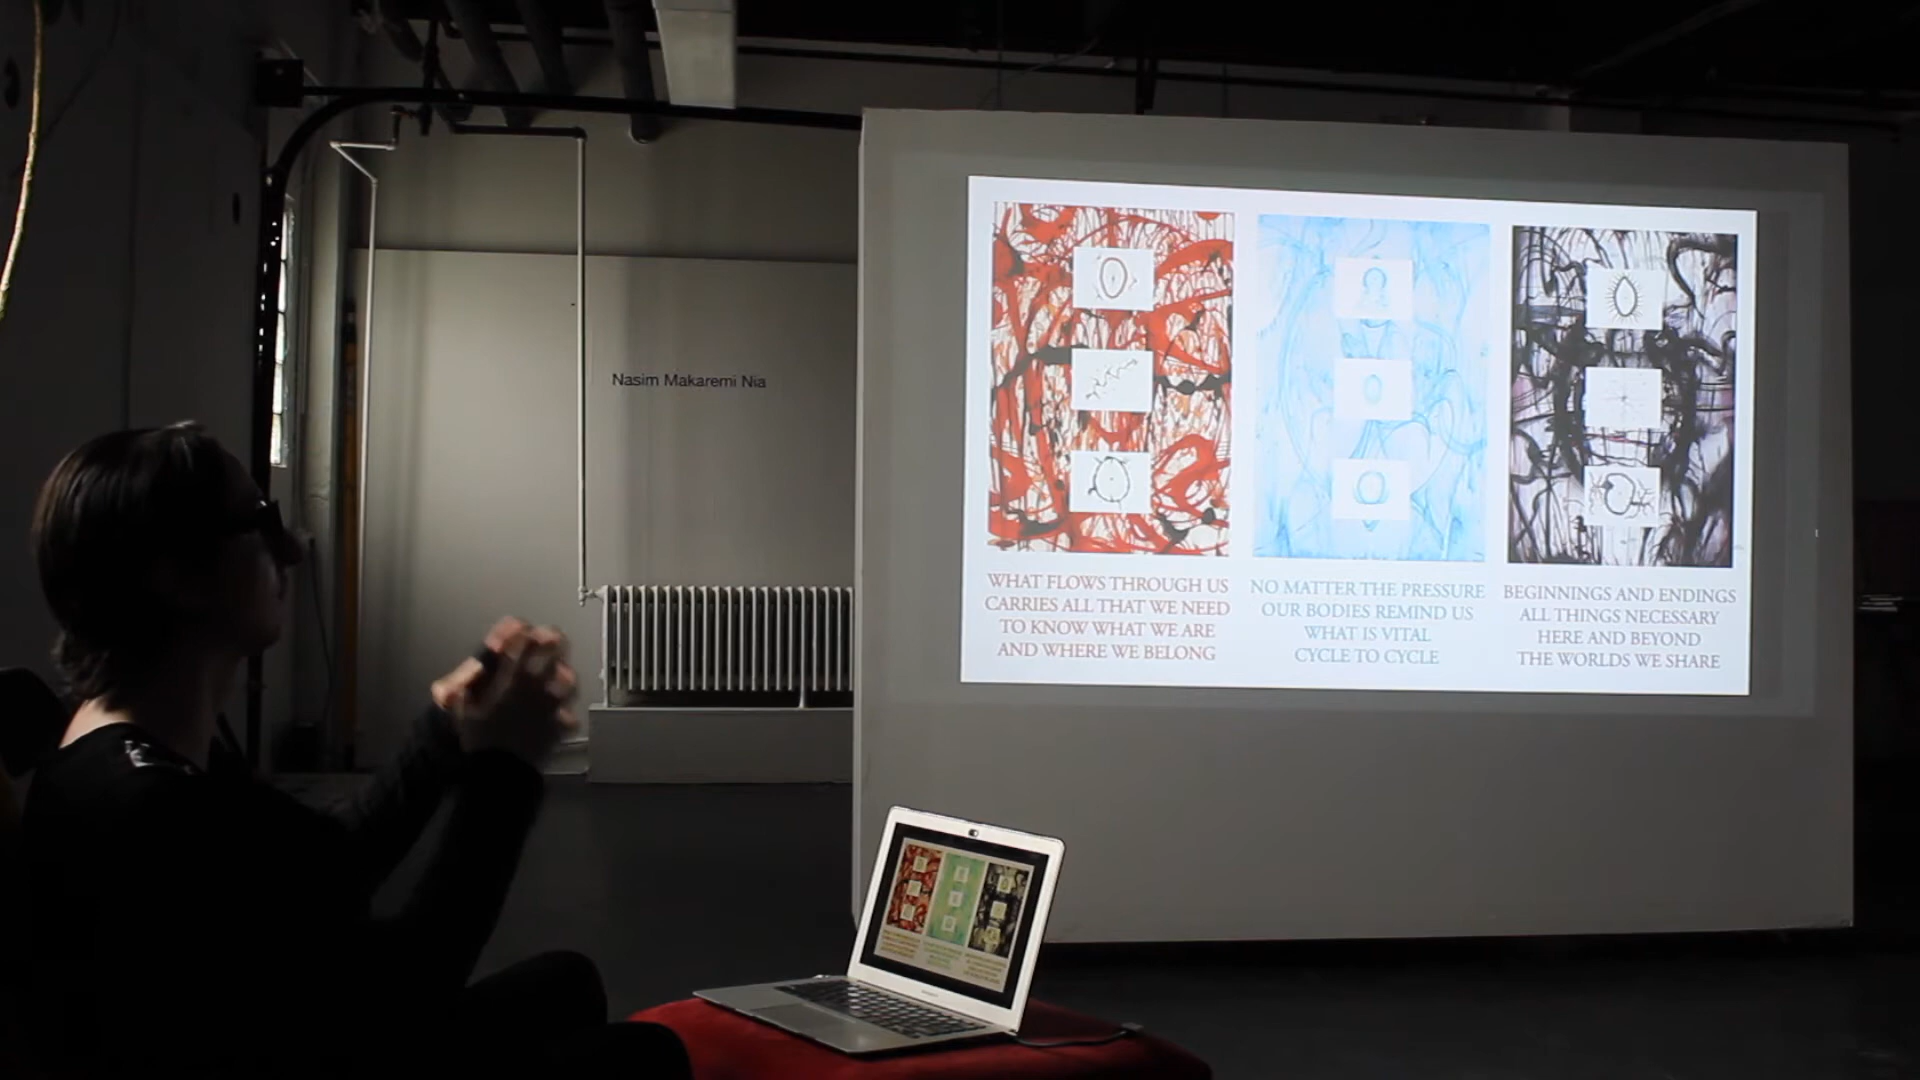 Nasim Makaremi Nia
WHAT FLOWS THROUGH US
CARRIES ALL THAT WE NEED
TO KNOW WHAT WE ARE
AND WHERE WE BELONG
NO MATTER THE PRESSURE
OUR BODIES REMIND US
WHAT IS VITAL
CYCLE TO CYCLE
BEGINNINGS AND ENDINGS
ALL THINGS NECESSARY
HERE AND BEYOND
THE WORLDS WE SHARE